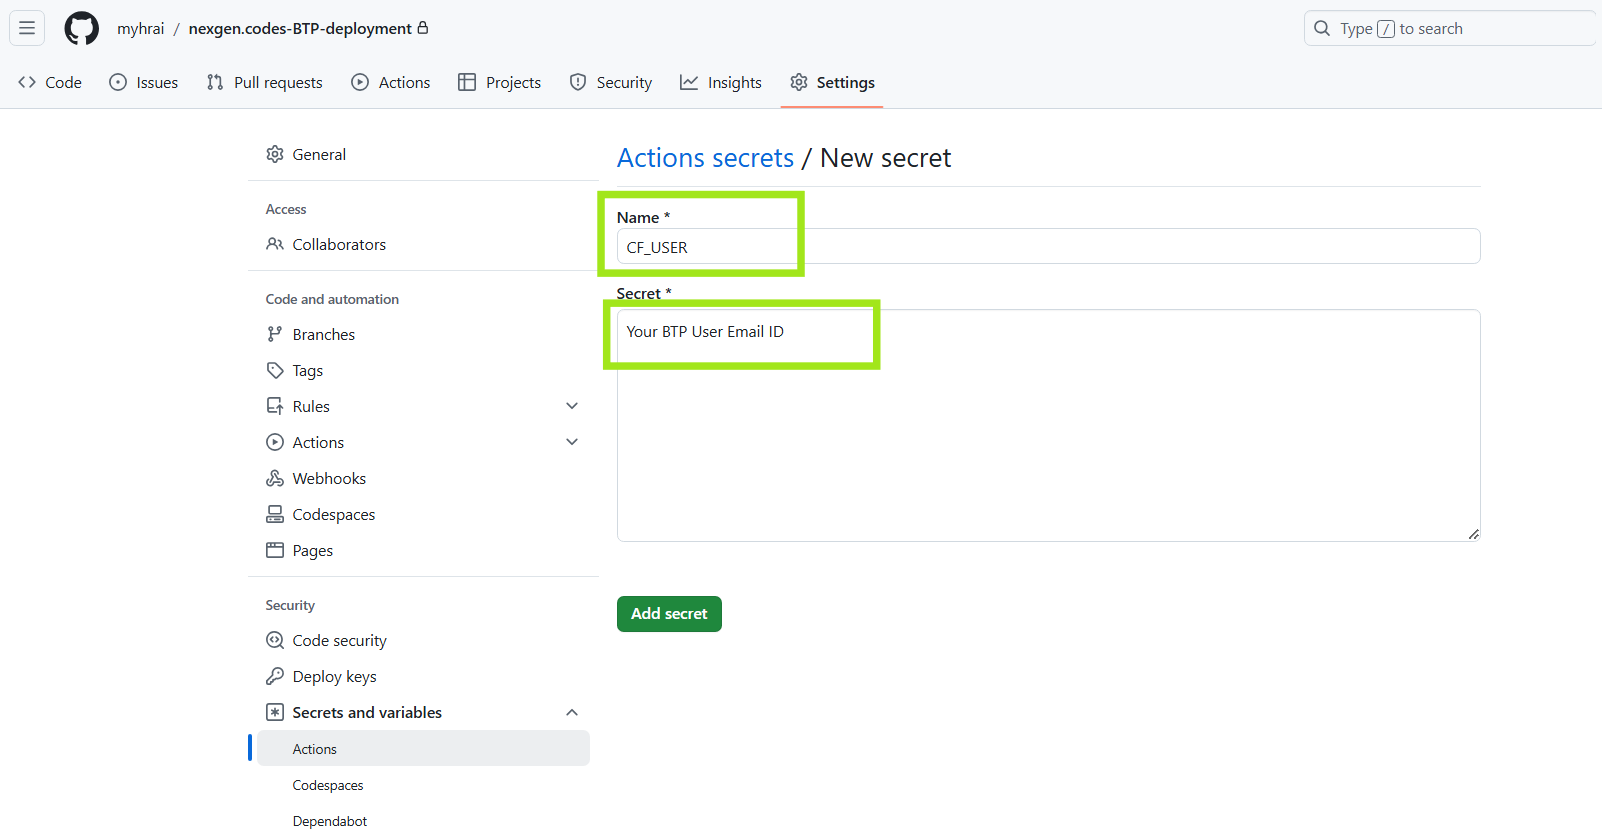 myhrai / nexgen.codes-BTP-deployment
Type / to search
Code Issues Pull requests Actions Projects Security Insights Settings
General
Access
Collaborators
Code and automation
Branches
Tags
Rules
Actions
Webhooks
Codespaces
Pages
Security
Code security
Deploy keys
Secrets and variables
Actions
Codespaces
Dependabot
Actions secrets / New secret
Name *
CF_USER
Secret *
Your BTP User Email ID
Add secret